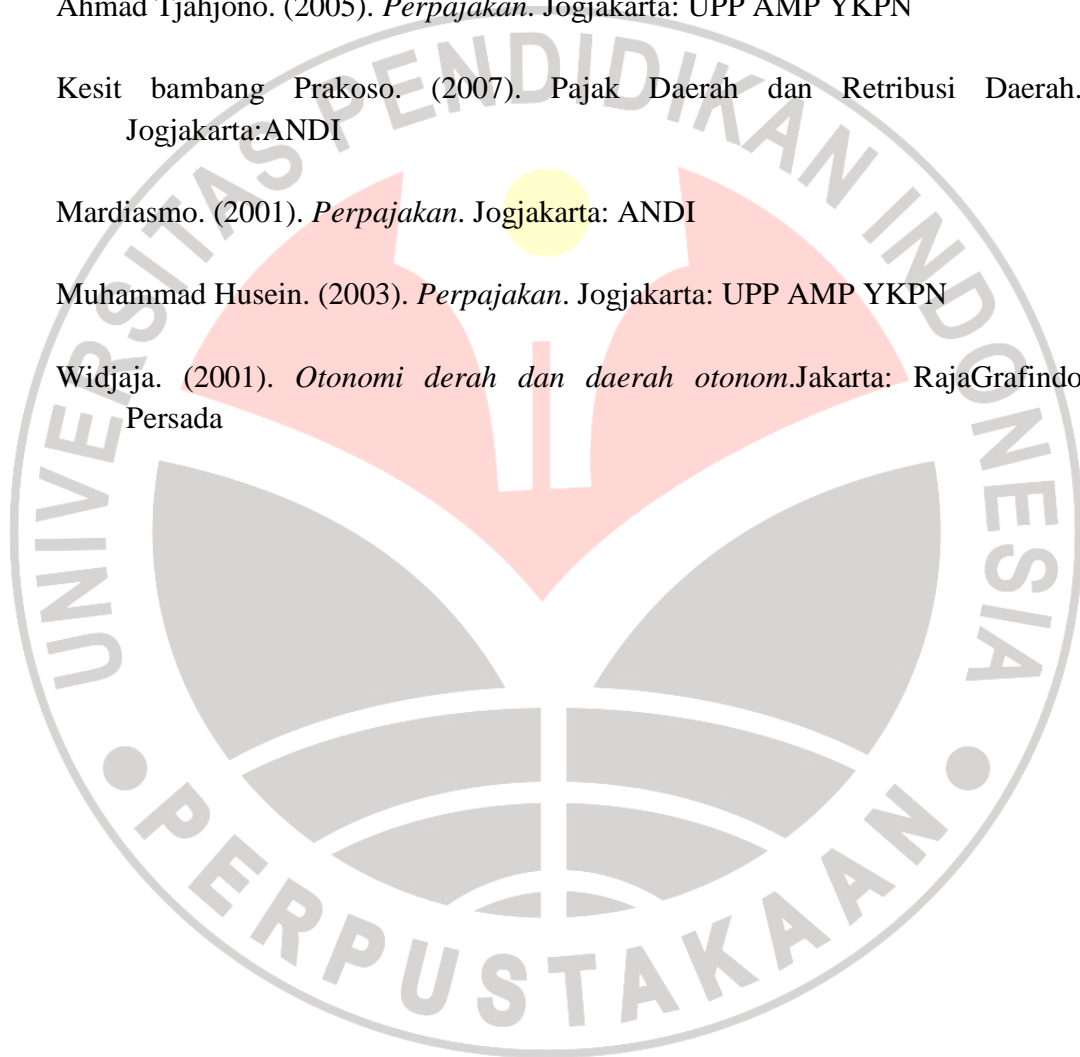 Ahmad Tjahjono. (2005). Perpajakan. Jogjakarta: UPP AMP YKPN
Kesit bambang Prakoso. (2007). Pajak Daerah dan Retribusi Daerah.
Jogjakarta:ANDI
Mardiasmo. (2001). Perpajakan. Jogjakarta: ANDI
Muhammad Husein. (2003). Perpajakan. Jogjakarta: UPP AMP YKPN
Widjaja. (2001). Otonomi derah dan daerah otonom.Jakarta: RajaGrafindo
Persada
UNIVERSITAS PENDIDIKAN INDONESIA
PERPUSTAKAAN